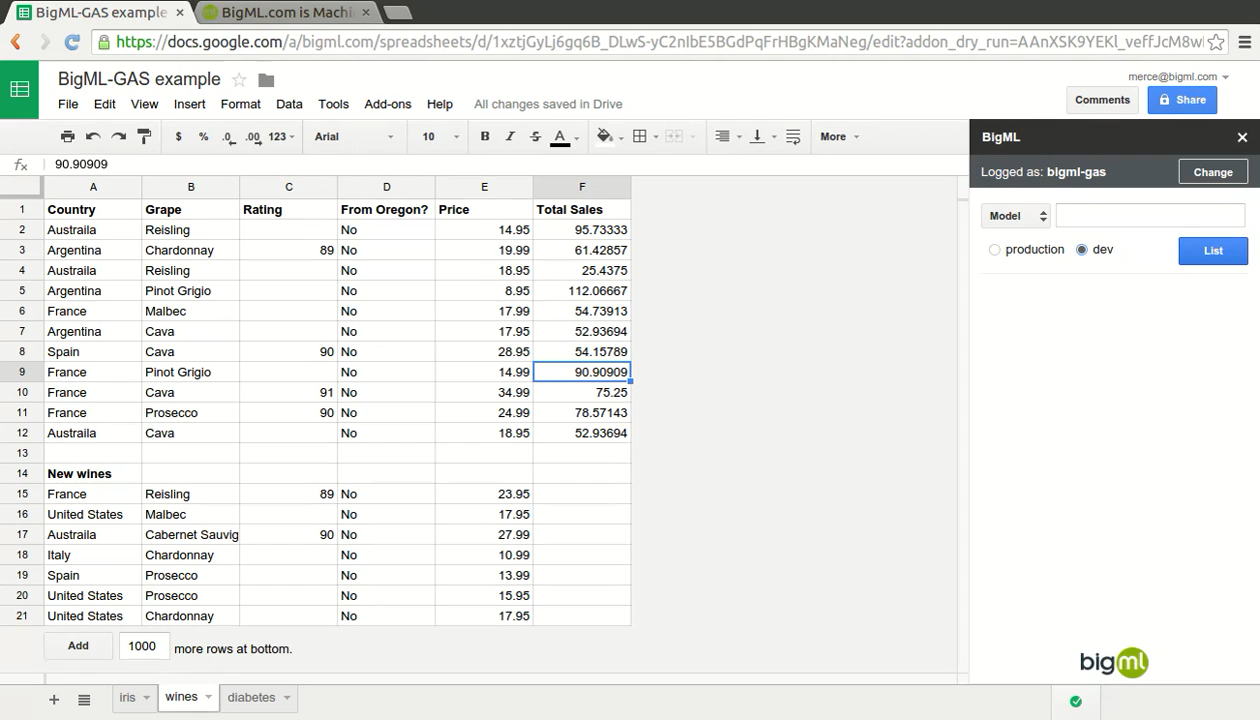 BigML-GAS example
BigML.com is Machi
https://docs.google.com/a/bigml.com/spreadsheets/d/1xztjGyLj6gq6B_DLwS-yC2nIbE5BGdPqFrHBgKMaNeg/edit?addon_dry_run=AAnXSK9YEKl_veffJcM8w
BigML-GAS example
merce@bigml.com
File Edit View Insert Format Data Tools Add-ons Help All changes saved in Drive
Comments Share
$ % .0 .00 123 Arial 10 B I S A More
fx 90.90909
A B C D E F
1 Country Grape Rating From Oregon? Price Total Sales
2 Austraila Reisling No 14.95 95.73333
3 Argentina Chardonnay 89 No 19.99 61.42857
4 Austraila Reisling No 18.95 25.4375
5 Argentina Pinot Grigio No 8.95 112.06667
6 France Malbec No 17.99 54.73913
7 Argentina Cava No 17.95 52.93694
8 Spain Cava 90 No 28.95 54.15789
9 France Pinot Grigio No 14.99 90.90909
10 France Cava 91 No 34.99 75.25
11 France Prosecco 90 No 24.99 78.57143
12 Austraila Cava No 18.95 52.93694
13
14 New wines
15 France Reisling 89 No 23.95
16 United States Malbec No 17.95
17 Austraila Cabernet Sauvig 90 No 27.99
18 Italy Chardonnay No 10.99
19 Spain Prosecco No 13.99
20 United States Prosecco No 15.95
21 United States Chardonnay No 17.95
Add 1000 more rows at bottom.
iris wines diabetes
BigML
Logged as: bigml-gas Change
Model
production dev List
bigml